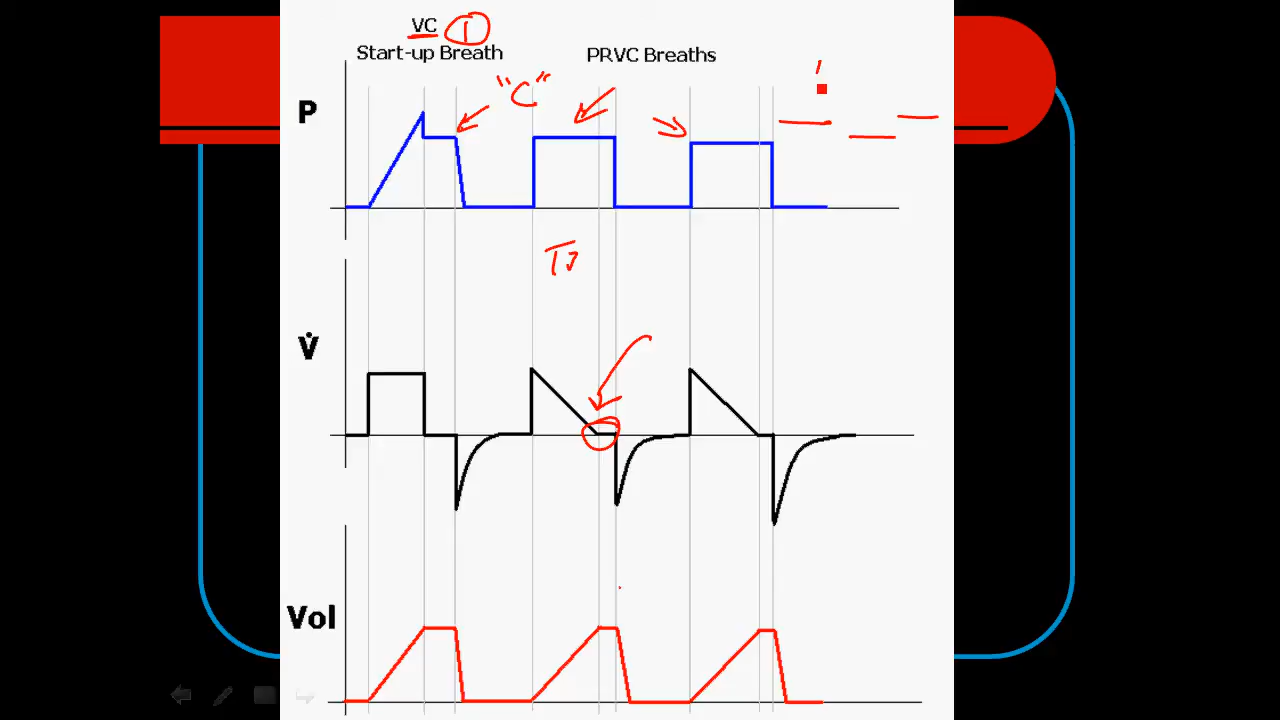 VC 1
Start-up Breath
PRVC Breaths
"C"
P
V̇
Vol